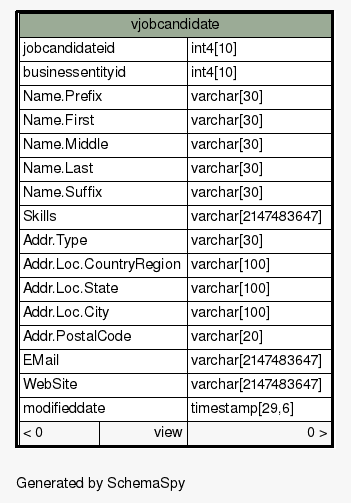 vjobcandidate
jobcandidateid int4[10]
businessentityid int4[10]
Name.Prefix varchar[30]
Name.First varchar[30]
Name.Middle varchar[30]
Name.Last varchar[30]
Name.Suffix varchar[30]
Skills varchar[2147483647]
Addr.Type varchar[30]
Addr.Loc.CountryRegion varchar[100]
Addr.Loc.State varchar[100]
Addr.Loc.City varchar[100]
Addr.PostalCode varchar[20]
EMail varchar[2147483647]
WebSite varchar[2147483647]
modifieddate timestamp[29,6]
< 0 view 0 >
Generated by SchemaSpy